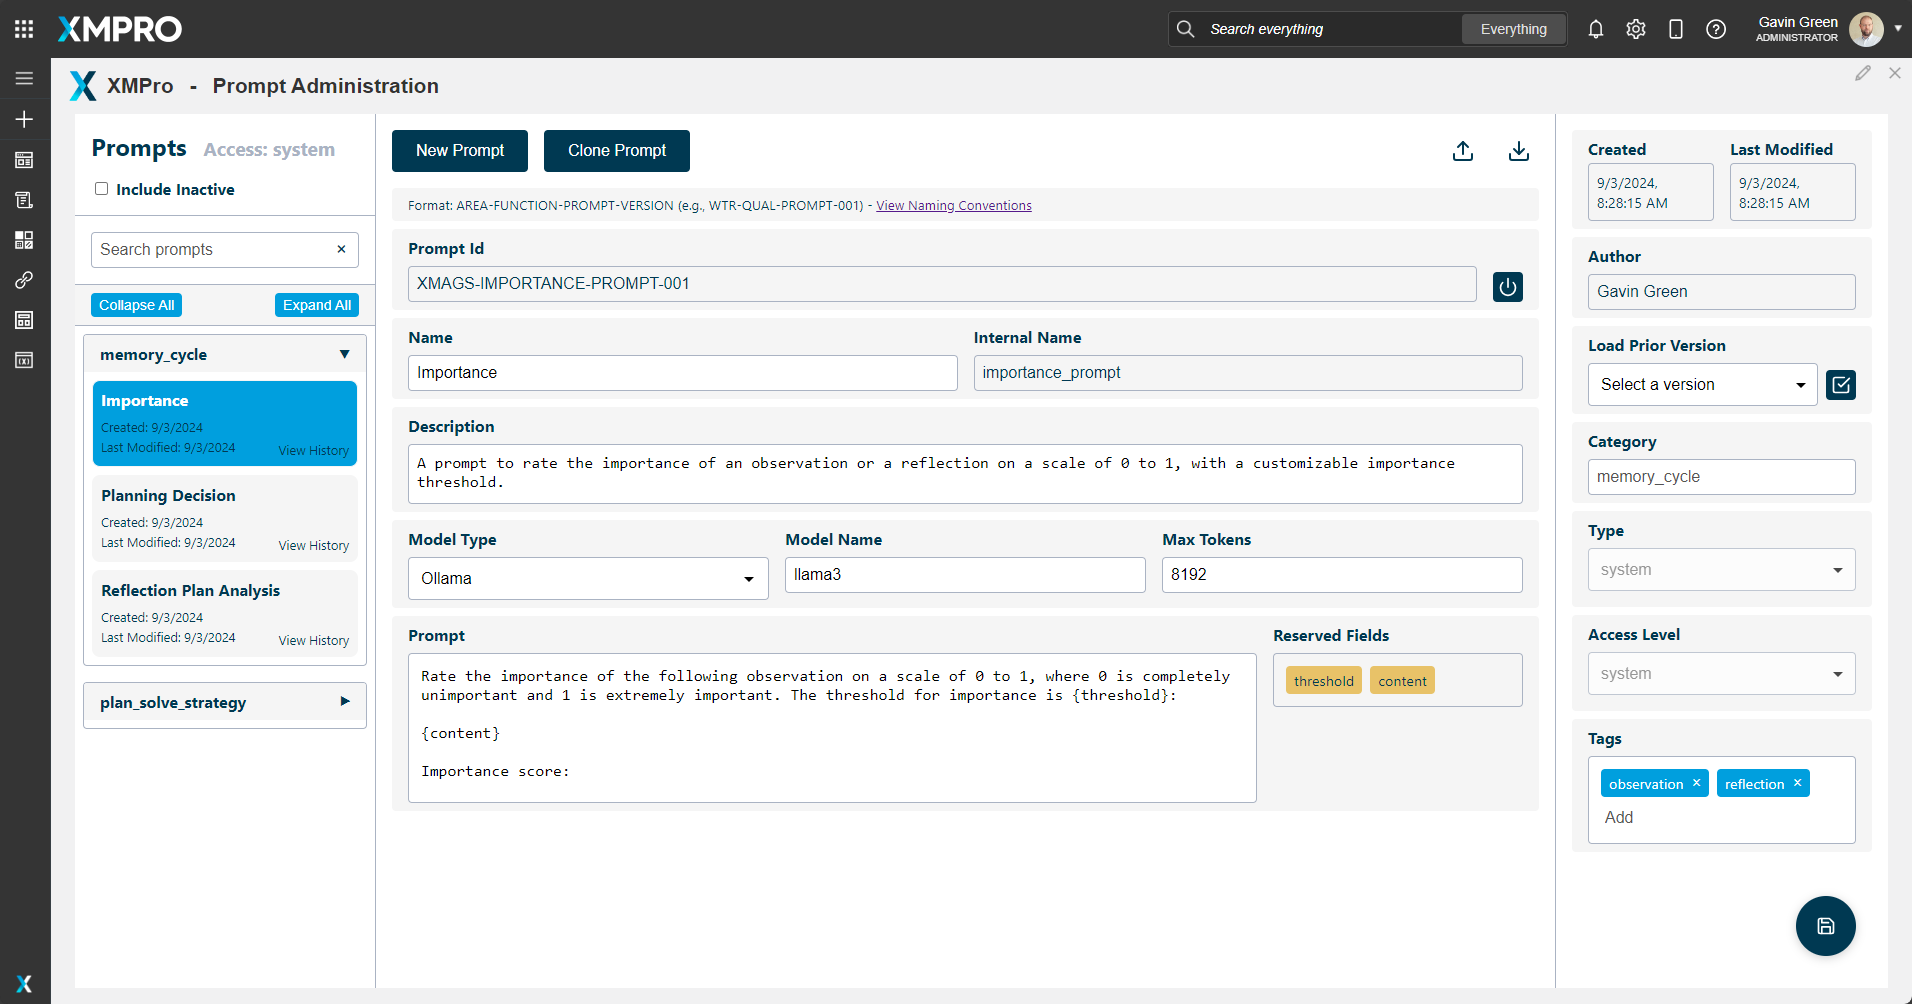 XMPRO
Search everything
Everything
Gavin Green
ADMINISTRATOR
XMPro - Prompt Administration
Prompts Access: system
Include Inactive
Search prompts ×
Collapse All
Expand All
memory_cycle
Importance
Created: 9/3/2024
Last Modified: 9/3/2024
View History
Planning Decision
Created: 9/3/2024
Last Modified: 9/3/2024
View History
Reflection Plan Analysis
Created: 9/3/2024
Last Modified: 9/3/2024
View History
plan_solve_strategy
New Prompt
Clone Prompt
Format: AREA-FUNCTION-PROMPT-VERSION (e.g., WTR-QUAL-PROMPT-001) - View Naming Conventions
Prompt Id
XMAGS-IMPORTANCE-PROMPT-001
Name
Importance
Internal Name
importance_prompt
Description
A prompt to rate the importance of an observation or a reflection on a scale of 0 to 1, with a customizable importance
threshold.
Model Type
Ollama
Model Name
llama3
Max Tokens
8192
Prompt
Rate the importance of the following observation on a scale of 0 to 1, where 0 is completely
unimportant and 1 is extremely important. The threshold for importance is {threshold}:
{content}
Importance score:
Reserved Fields
threshold
content
Created
9/3/2024,
8:28:15 AM
Last Modified
9/3/2024,
8:28:15 AM
Author
Gavin Green
Load Prior Version
Select a version
Category
memory_cycle
Type
system
Access Level
system
Tags
observation ×
reflection ×
Add